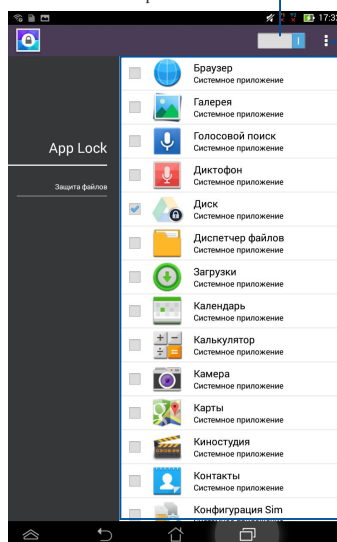 17:33
App Lock
Защита файлов
Браузер
Системное приложение
Галерея
Системное приложение
Голосовой поиск
Системное приложение
Диктофон
Системное приложение
Диск
Системное приложение
Диспетчер файлов
Системное приложение
Загрузки
Системное приложение
Календарь
Системное приложение
Калькулятор
Системное приложение
Камера
Системное приложение
Карты
Системное приложение
Киностудия
Системное приложение
Контакты
Системное приложение
Конфигурация Sim